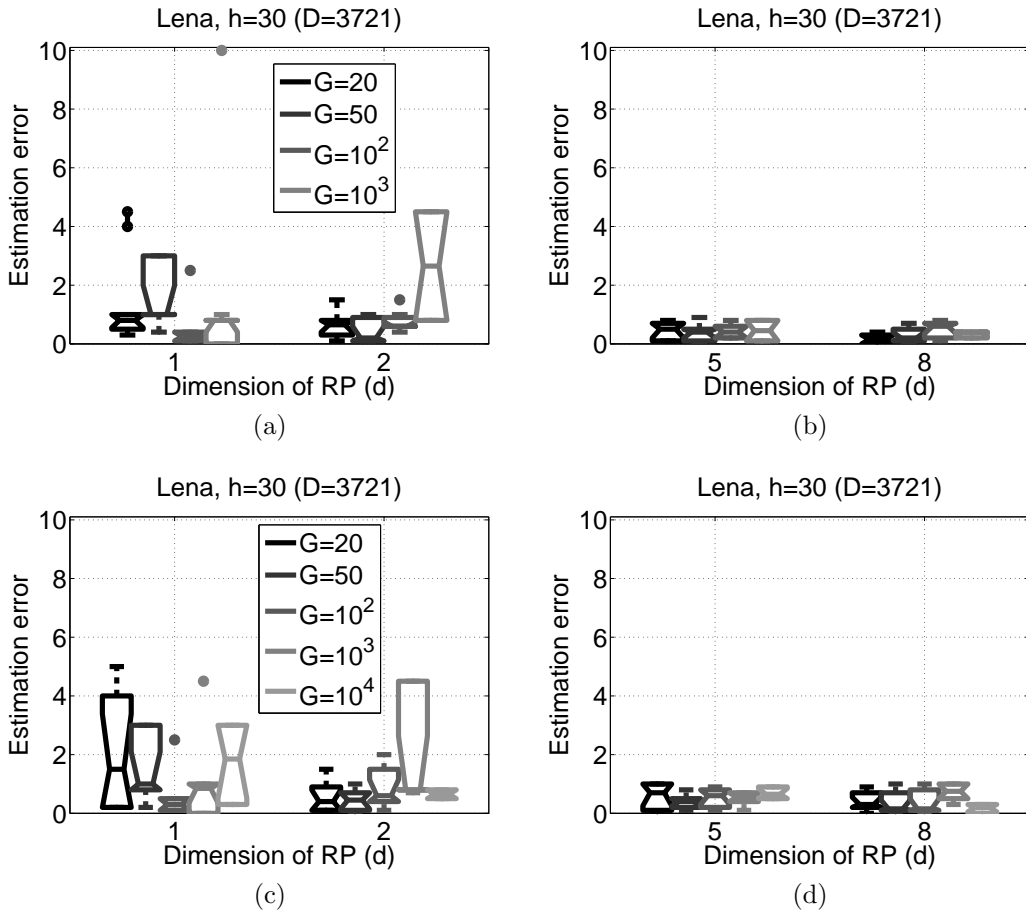 Lena, h=30 (D=3721)
10
8
6
4
2
0
Estimation error
G=20
G=50
G=10²
G=10³
1
2
Dimension of RP (d)
(a)
Lena, h=30 (D=3721)
10
8
6
4
2
0
Estimation error
5
8
Dimension of RP (d)
(b)
Lena, h=30 (D=3721)
10
8
6
4
2
0
Estimation error
G=20
G=50
G=10²
G=10³
G=10⁴
1
2
Dimension of RP (d)
(c)
Lena, h=30 (D=3721)
10
8
6
4
2
0
Estimation error
5
8
Dimension of RP (d)
(d)